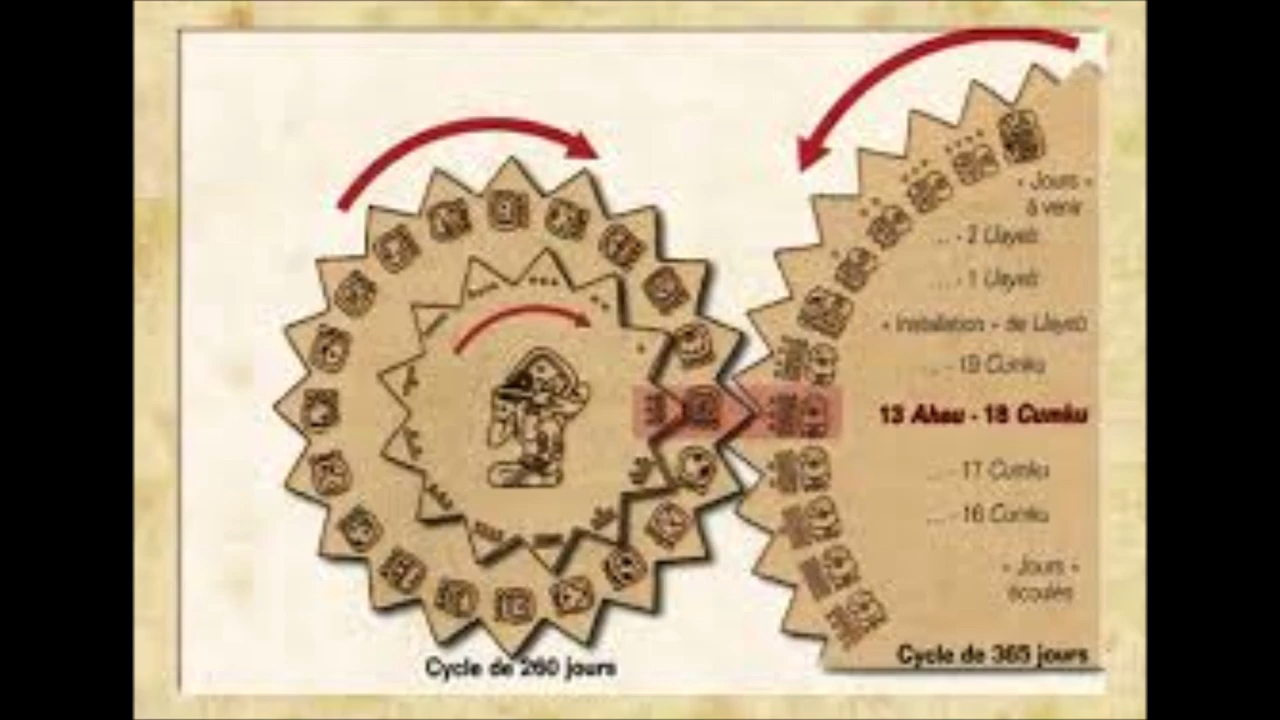 « Jours »
à venir
... - 2 Uayeb
... - 1 Uayeb
« Installation » de Uayeb
... - 19 Cumku
13 Ahau - 18 Cumku
... - 17 Cumku
... - 16 Cumku
« Jours »
écoulés
Cycle de 365 jours
Cycle de 260 jours